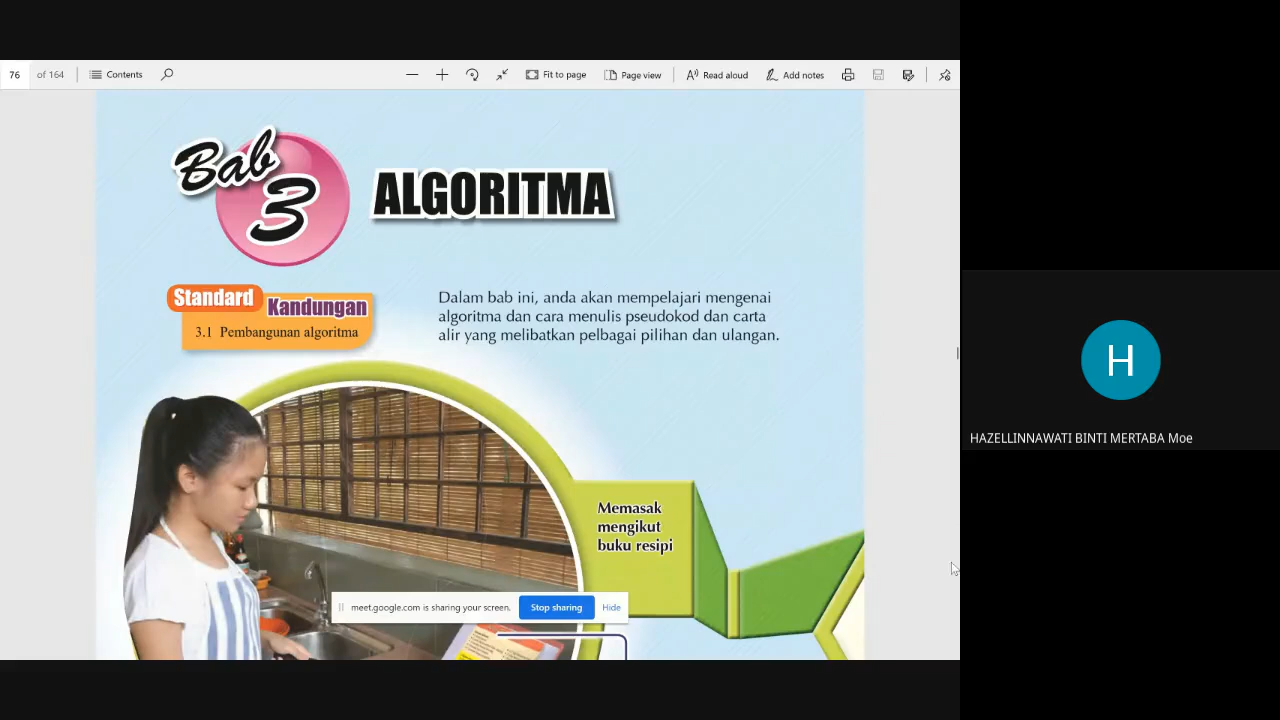 76 of 164 Contents Fit to page Page view Read aloud Add notes
Bab
3
ALGORITMA
Standard
Kandungan
3.1 Pembangunan algoritma
Dalam bab ini, anda akan mempelajari mengenai
algoritma dan cara menulis pseudokod dan carta
alir yang melibatkan pelbagai pilihan dan ulangan.
Memasak
mengikut
buku resipi
meet.google.com is sharing your screen. Stop sharing Hide
H
HAZELLINNAWATI BINTI MERTABA Moe